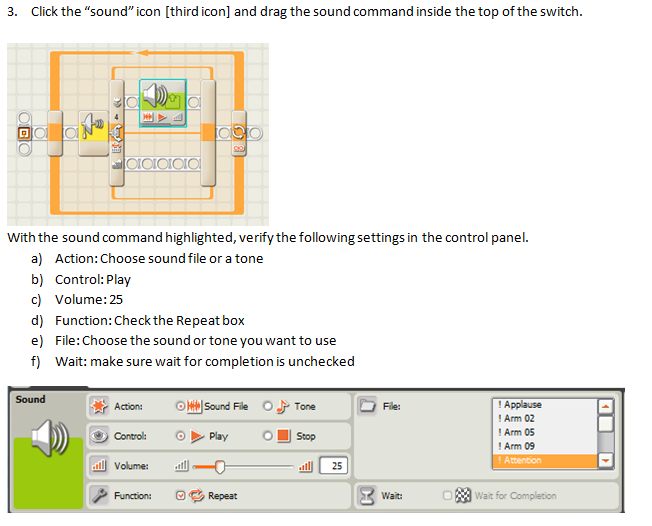 3. Click the “sound” icon [third icon] and drag the sound command inside the top of the switch.
4
With the sound command highlighted, verify the following settings in the control panel.
a) Action: Choose sound file or a tone
b) Control: Play
c) Volume: 25
d) Function: Check the Repeat box
e) File: Choose the sound or tone you want to use
f) Wait: make sure wait for completion is unchecked
Sound
Action: Sound File Tone File: ! Applause
! Arm 02
Control: Play Stop ! Arm 05
! Arm 09
Volume: 25 ! Attention
Function: Repeat Wait: Wait for Completion